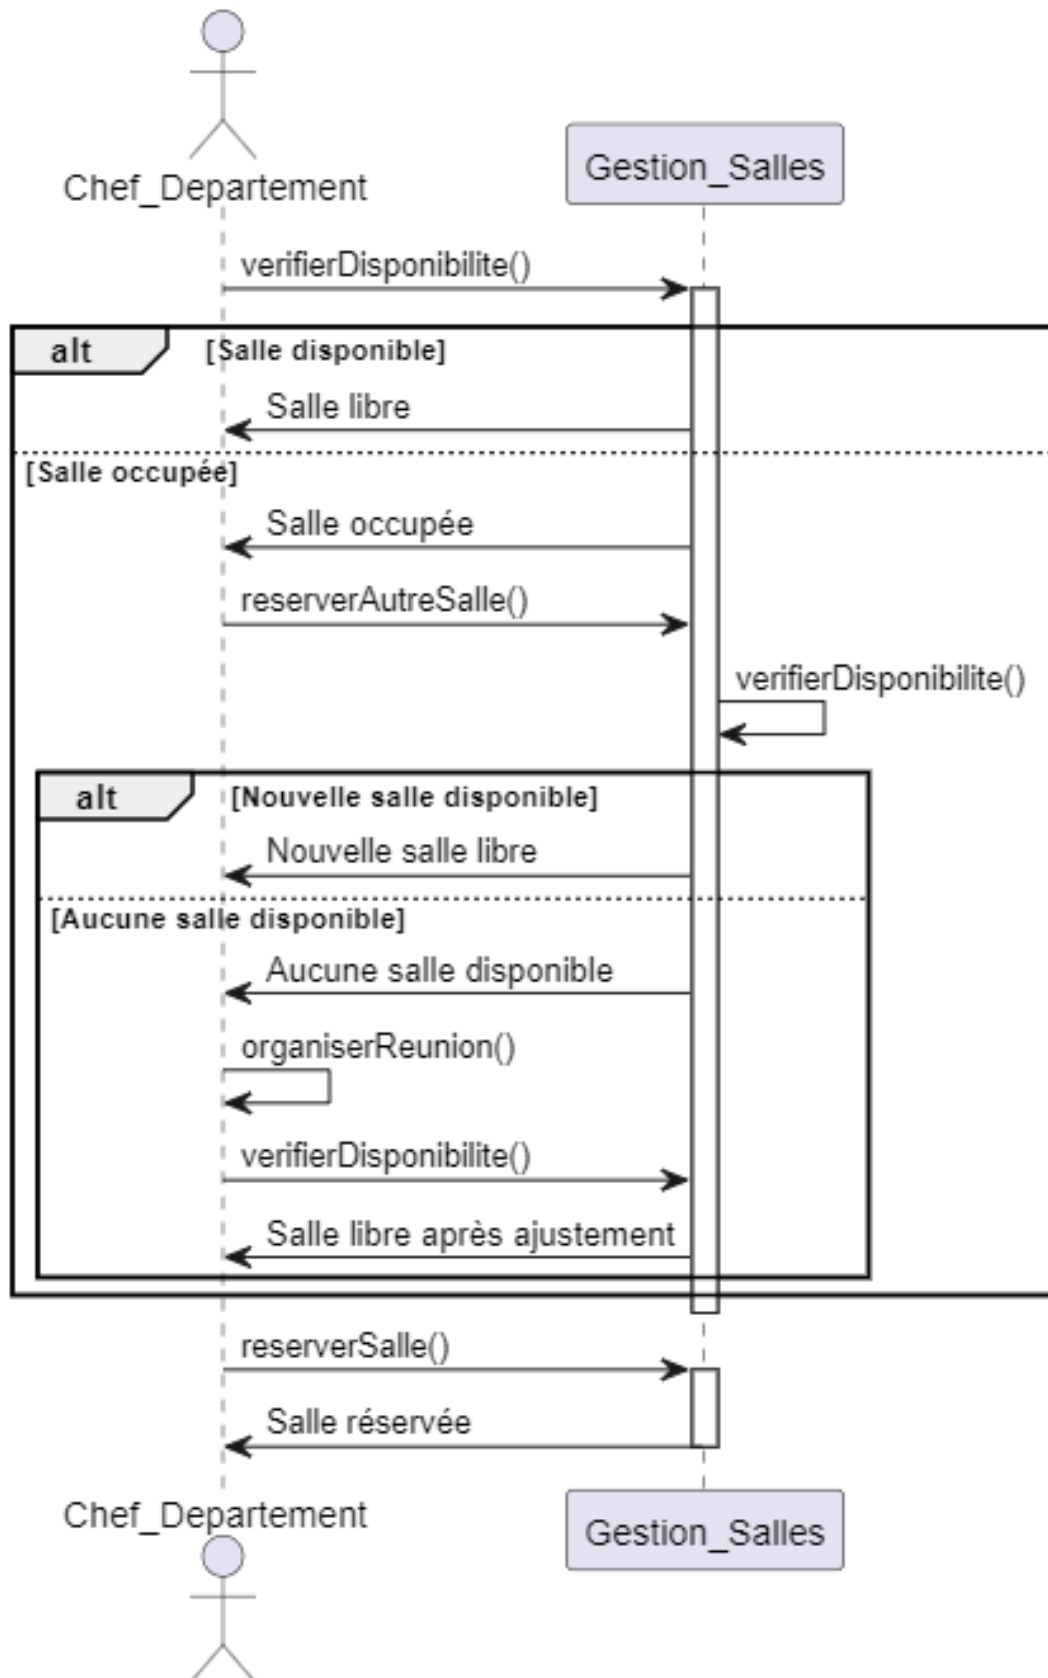 Chef_Departement
Gestion_Salles
verifierDisponibilite()
alt
[Salle disponible]
Salle libre
[Salle occupée]
Salle occupée
reserverAutreSalle()
verifierDisponibilite()
alt
[Nouvelle salle disponible]
Nouvelle salle libre
[Aucune salle disponible]
Aucune salle disponible
organiserReunion()
verifierDisponibilite()
Salle libre après ajustement
reserverSalle()
Salle réservée
Chef_Departement
Gestion_Salles